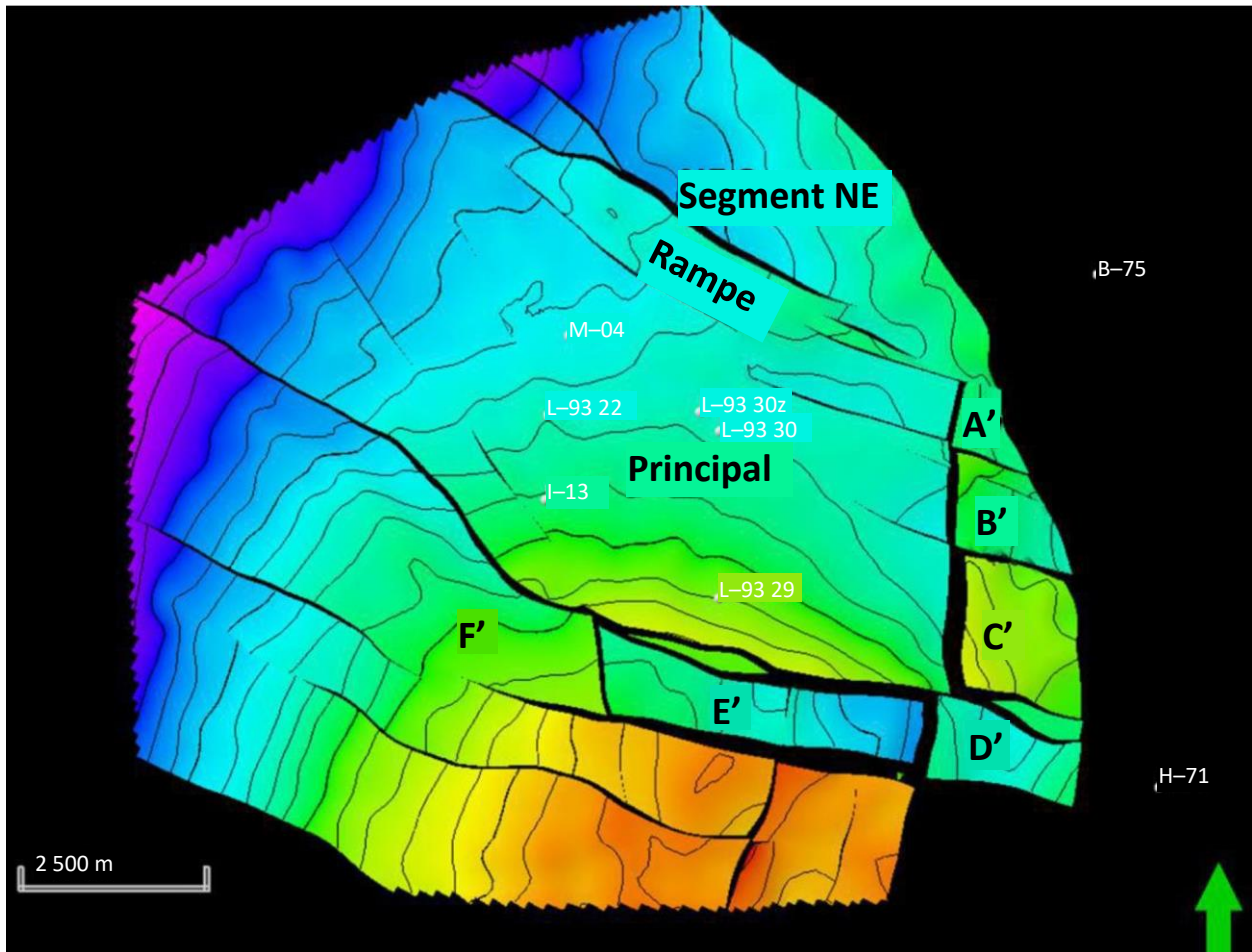 Segment NE
Rampe
B–75
M–04
L–93 22
L–93 30z
L–93 30
A'
Principal
I–13
B'
L–93 29
F'
C'
E'
D'
H–71
2 500 m